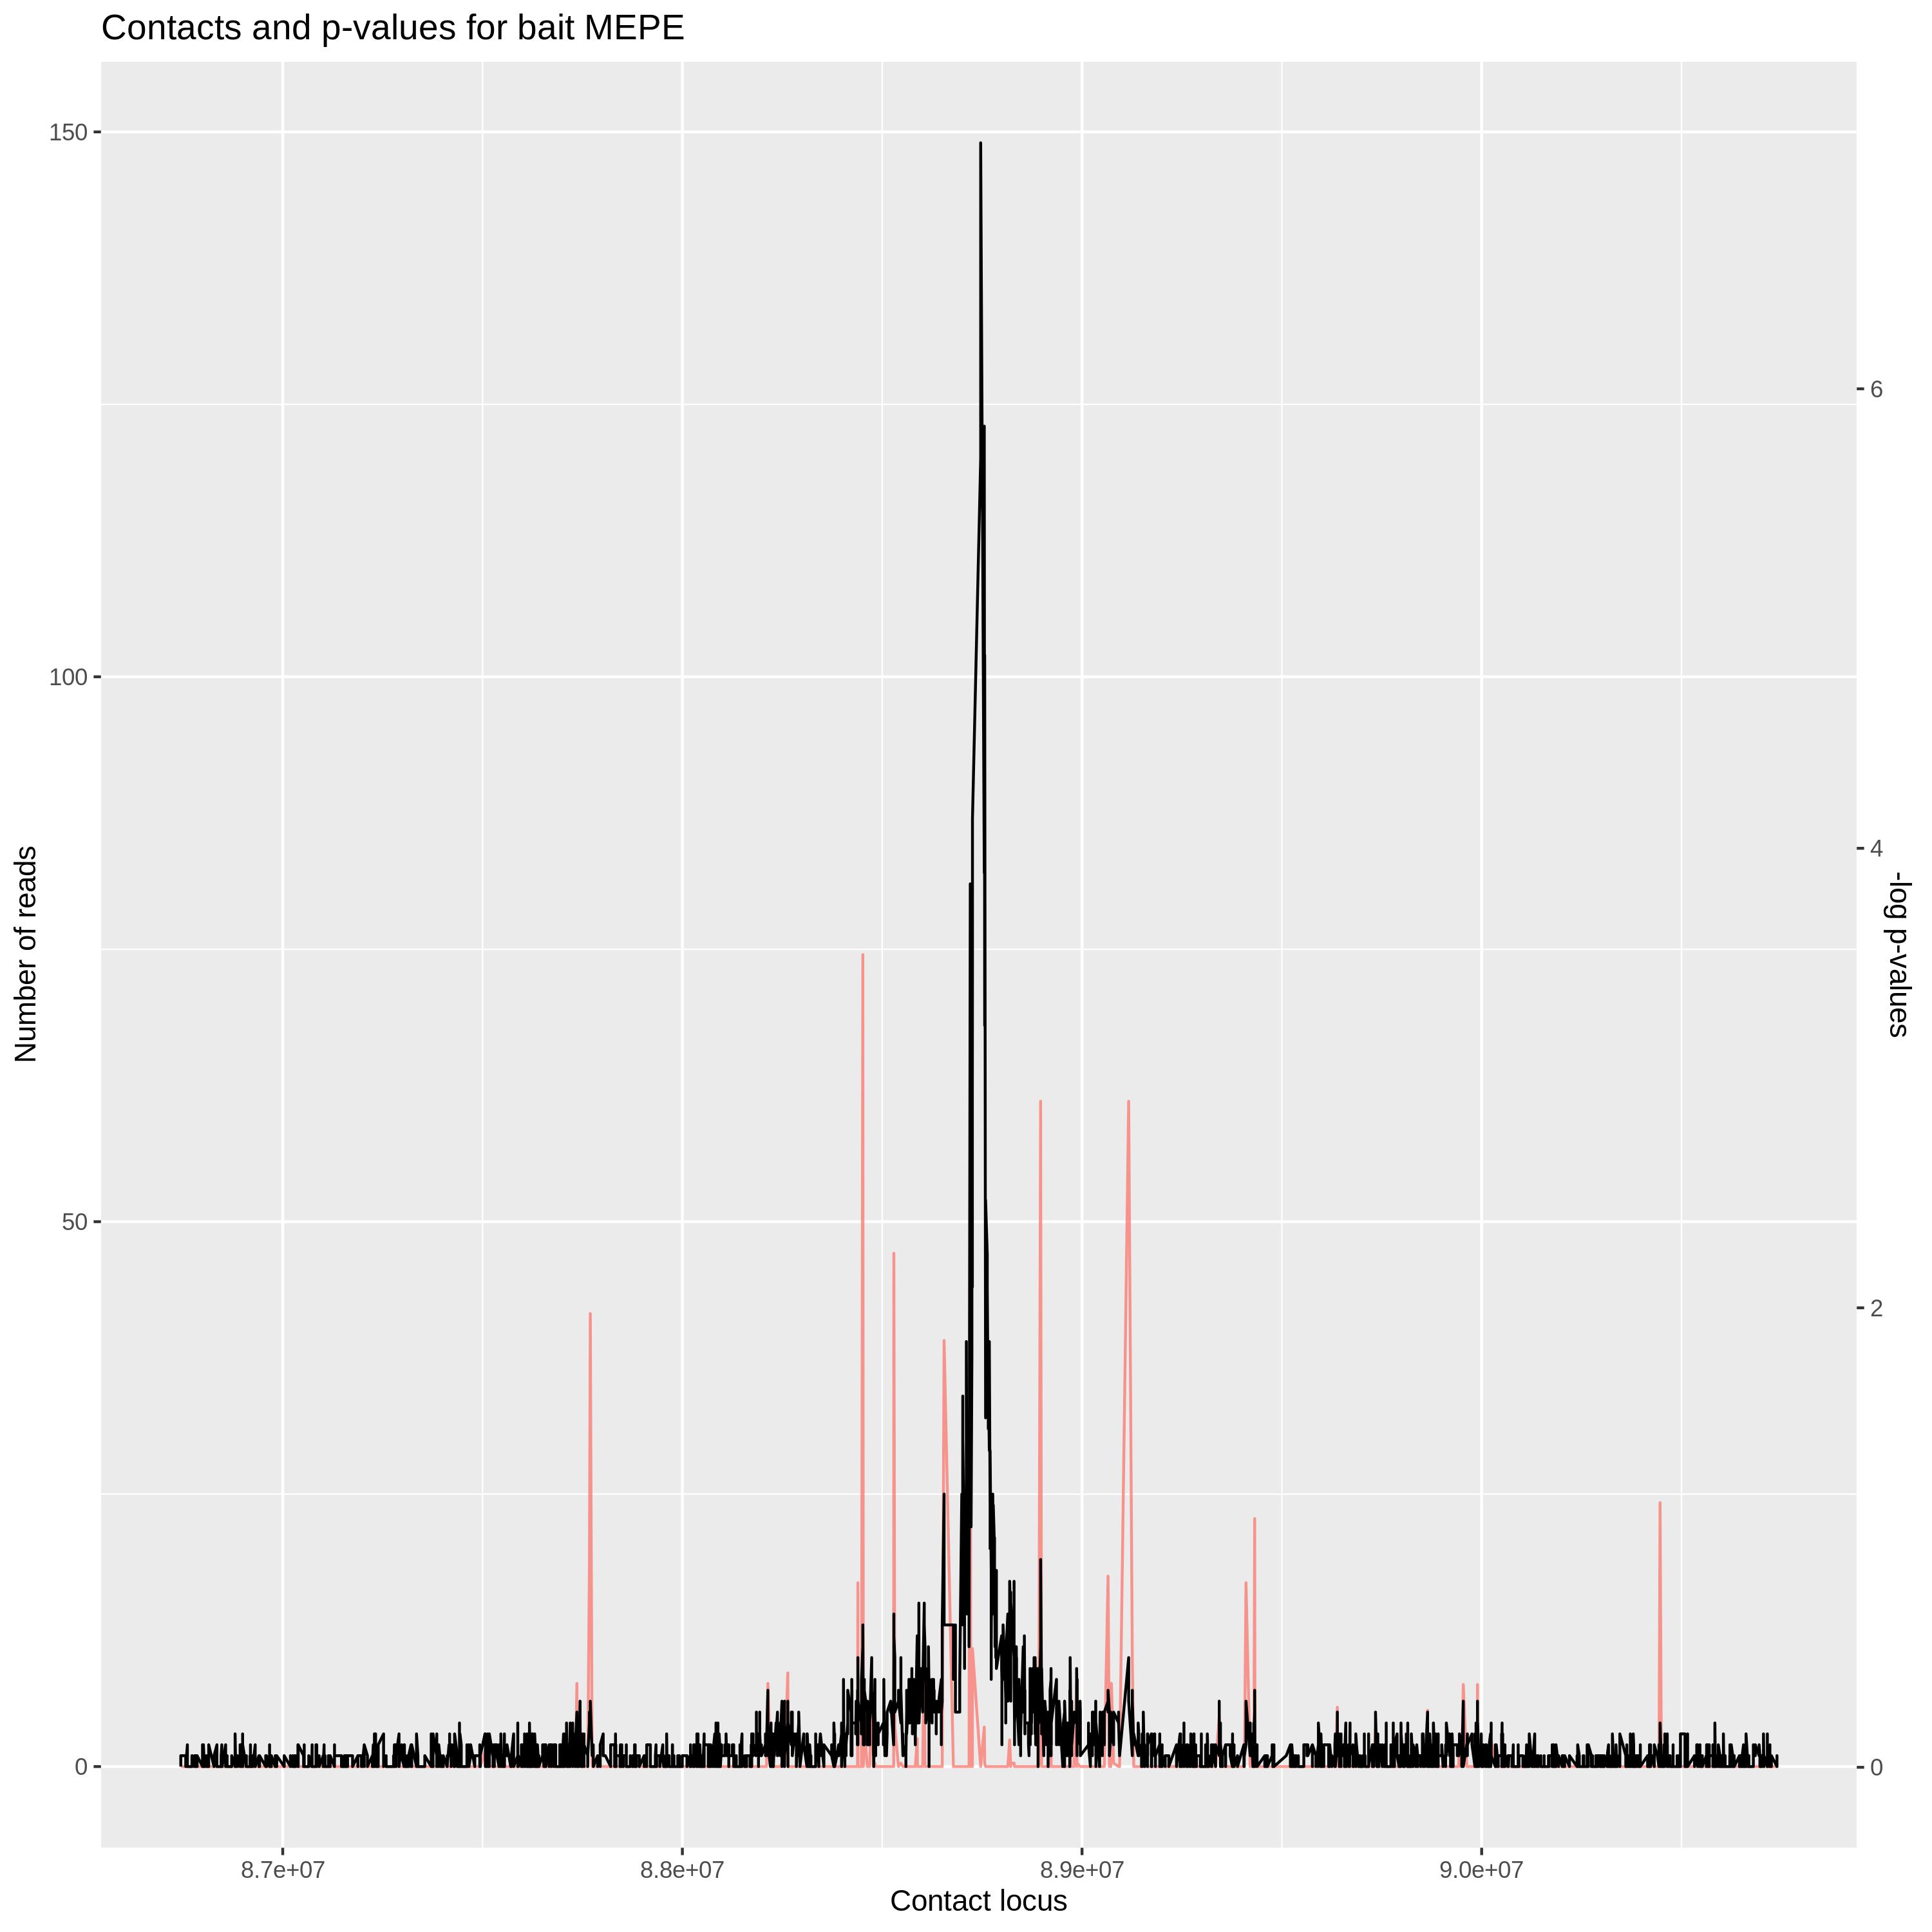 Contacts and p-values for bait MEPE
150
100
50
0
Number of reads
6
4
2
0
-log p-values
8.7e+07
8.8e+07
8.9e+07
9.0e+07
Contact locus